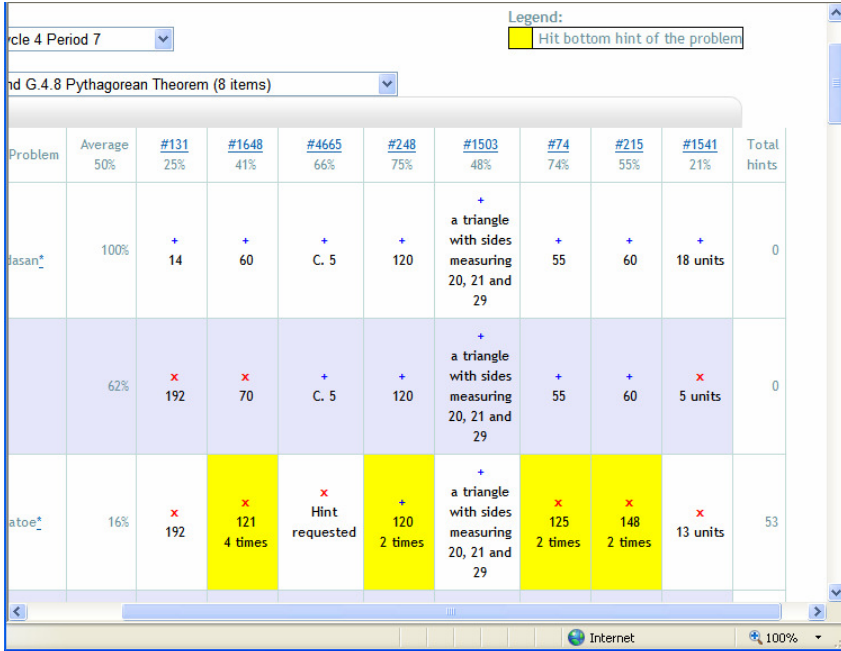 Legend:
Hit bottom hint of the problem
rcle 4 Period 7
nd G.4.8 Pythagorean Theorem (8 items)
Problem Average #131 #1648 #4665 #248 #1503 #74 #215 #1541 Total
50% 25% 41% 66% 75% 48% 74% 55% 21% hints
+
a triangle
+ + + + with sides + + +
dasan* 100% 14 60 C. 5 120 measuring 55 60 18 units 0
20, 21 and
29
+
a triangle
x x + + with sides + + x
62% 192 70 C. 5 120 measuring 55 60 5 units 0
20, 21 and
29
+
x a triangle
x x Hint + with sides x x x
atoe* 16% 192 121 requested 120 measuring 125 148 13 units 53
4 times 2 times 20, 21 and 2 times 2 times
29
Internet 100%